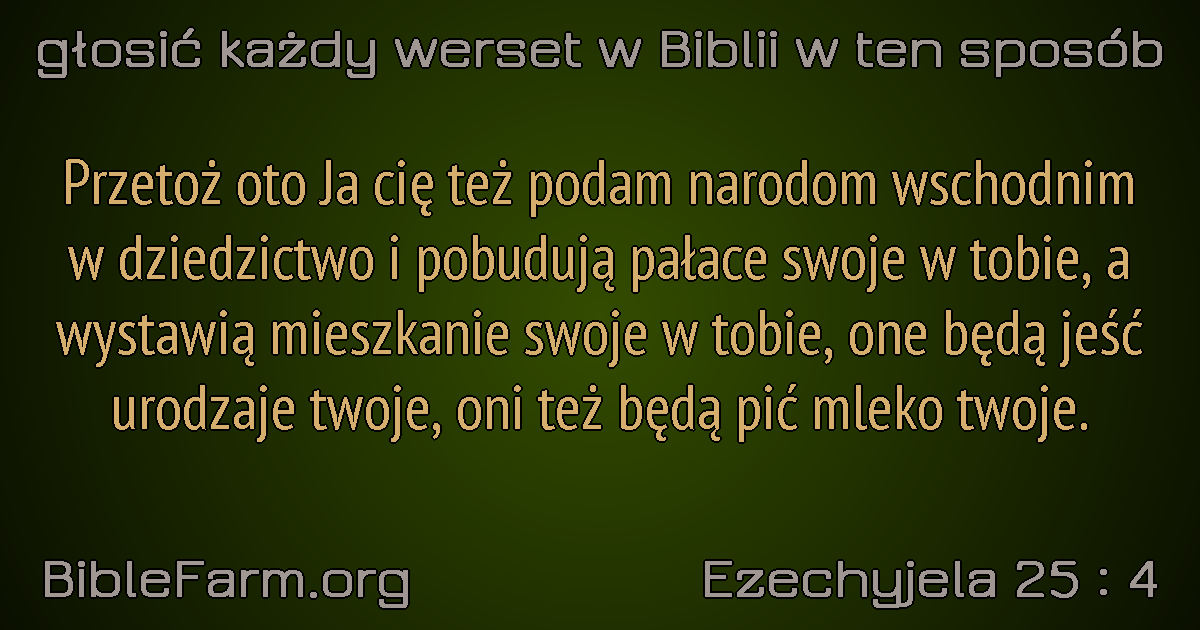 głosić każdy werset w Biblii w ten sposób
Przetoż oto Ja cię też podam narodom wschodnim
w dziedzictwo i pobudują pałace swoje w tobie, a
wystawią mieszkanie swoje w tobie, one będą jeść
urodzaje twoje, oni też będą pić mleko twoje.
BibleFarm.org
Ezechyjela 25 : 4